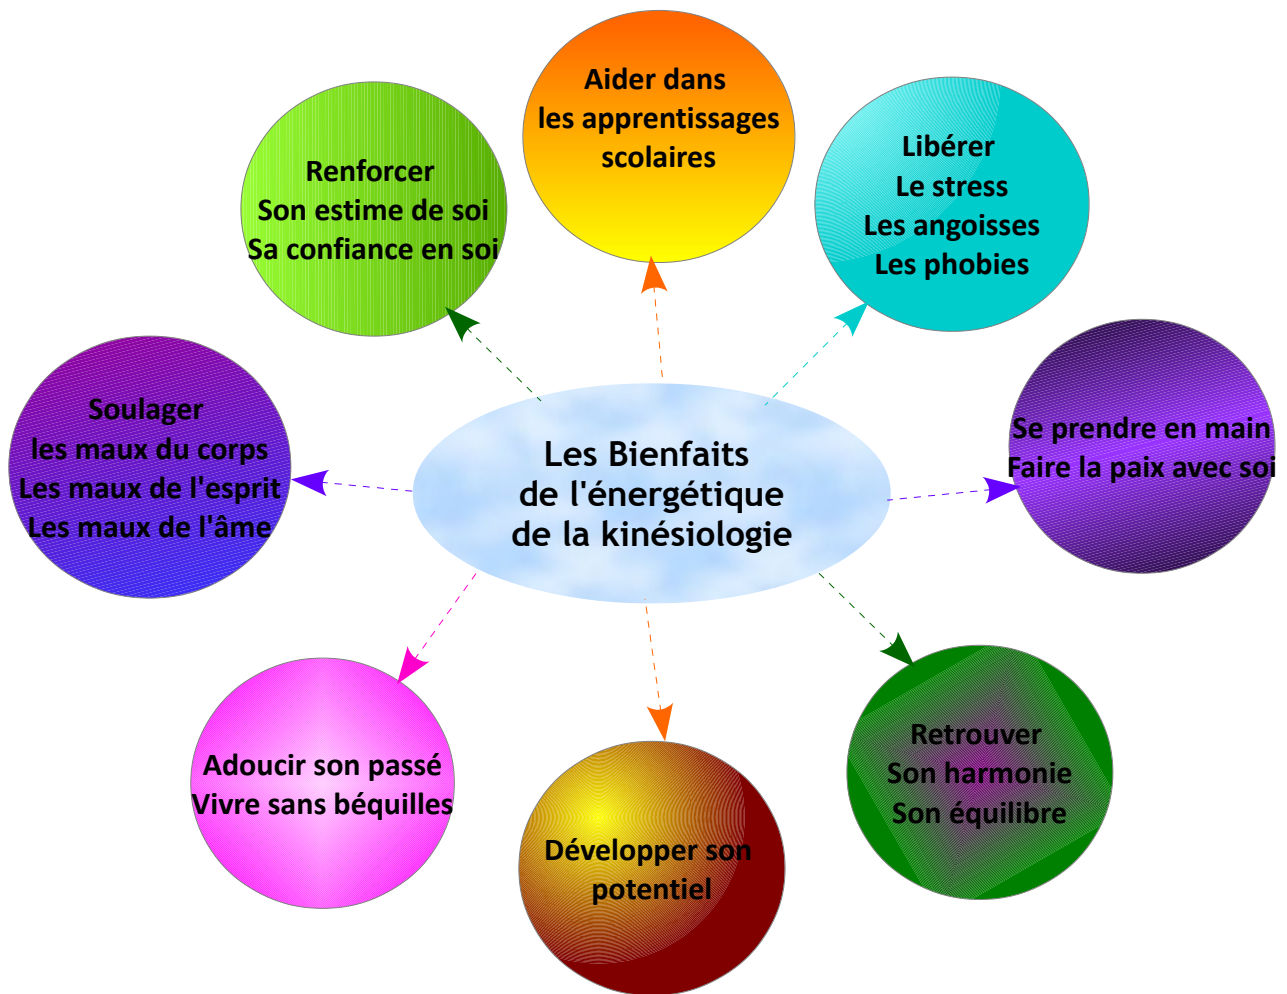 Aider dans
les apprentissages
scolaires
Renforcer
Son estime de soi
Sa confiance en soi
Libérer
Le stress
Les angoisses
Les phobies
Soulager
les maux du corps
Les maux de l'esprit
Les maux de l'âme
Les Bienfaits
de l'énergétique
de la kinésiologie
Se prendre en main
Faire la paix avec soi
Adoucir son passé
Vivre sans béquilles
Développer son
potentiel
Retrouver
Son harmonie
Son équilibre